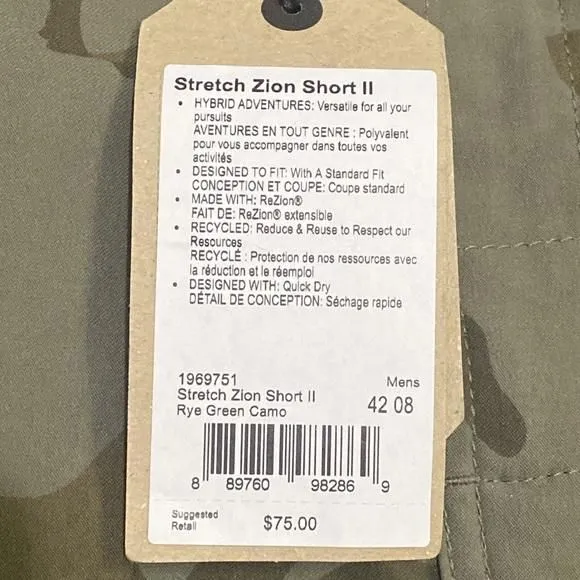 Stretch Zion Short II
• HYBRID ADVENTURES: Versatile for all your
pursuits
AVENTURES EN TOUT GENRE : Polyvalent
pour vous accompagner dans toutes vos
activités
• DESIGNED TO FIT: With A Standard Fit
CONCEPTION ET COUPE: Coupe standard
• MADE WITH: ReZion®
FAIT DE: ReZion® extensible
• RECYCLED: Reduce & Reuse to Respect our
Resources
RECYCLÉ : Protection de nos ressources avec
la réduction et le réemploi
• DESIGNED WITH: Quick Dry
DÉTAIL DE CONCEPTION: Séchage rapide
1969751 Mens
Stretch Zion Short II 42 08
Rye Green Camo
8 89760 98286 9
Suggested
Retail $75.00